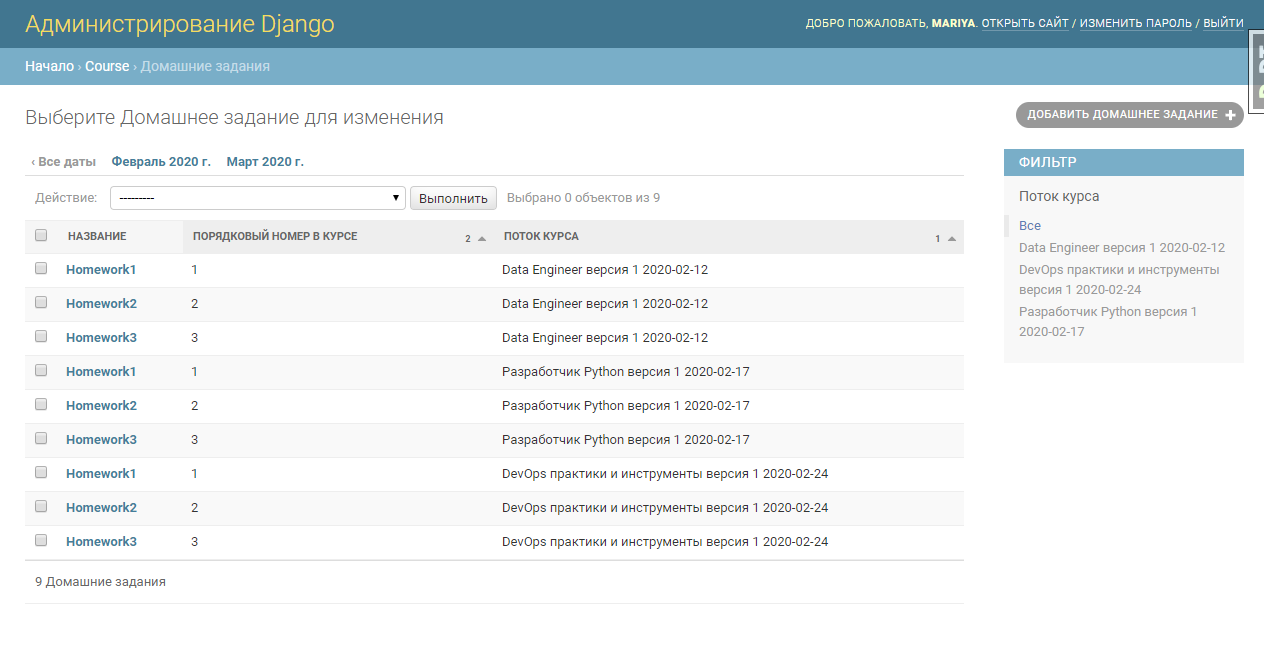 Администрирование Django
ДОБРО ПОЖАЛОВАТЬ, MARIYA. ОТКРЫТЬ САЙТ / ИЗМЕНИТЬ ПАРОЛЬ / ВЫЙТИ
Начало › Course › Домашние задания
Выберите Домашнее задание для изменения
ДОБАВИТЬ ДОМАШНЕЕ ЗАДАНИЕ +
‹ Все даты Февраль 2020 г. Март 2020 г.
Действие: --------- Выполнить Выбрано 0 объектов из 9
НАЗВАНИЕ ПОРЯДКОВЫЙ НОМЕР В КУРСЕ 2 ПОТОК КУРСА 1
Homework1 1 Data Engineer версия 1 2020-02-12
Homework2 2 Data Engineer версия 1 2020-02-12
Homework3 3 Data Engineer версия 1 2020-02-12
Homework1 1 Разработчик Python версия 1 2020-02-17
Homework2 2 Разработчик Python версия 1 2020-02-17
Homework3 3 Разработчик Python версия 1 2020-02-17
Homework1 1 DevOps практики и инструменты версия 1 2020-02-24
Homework2 2 DevOps практики и инструменты версия 1 2020-02-24
Homework3 3 DevOps практики и инструменты версия 1 2020-02-24
9 Домашние задания
ФИЛЬТР
Поток курса
Все
Data Engineer версия 1 2020-02-12
DevOps практики и инструменты
версия 1 2020-02-24
Разработчик Python версия 1
2020-02-17